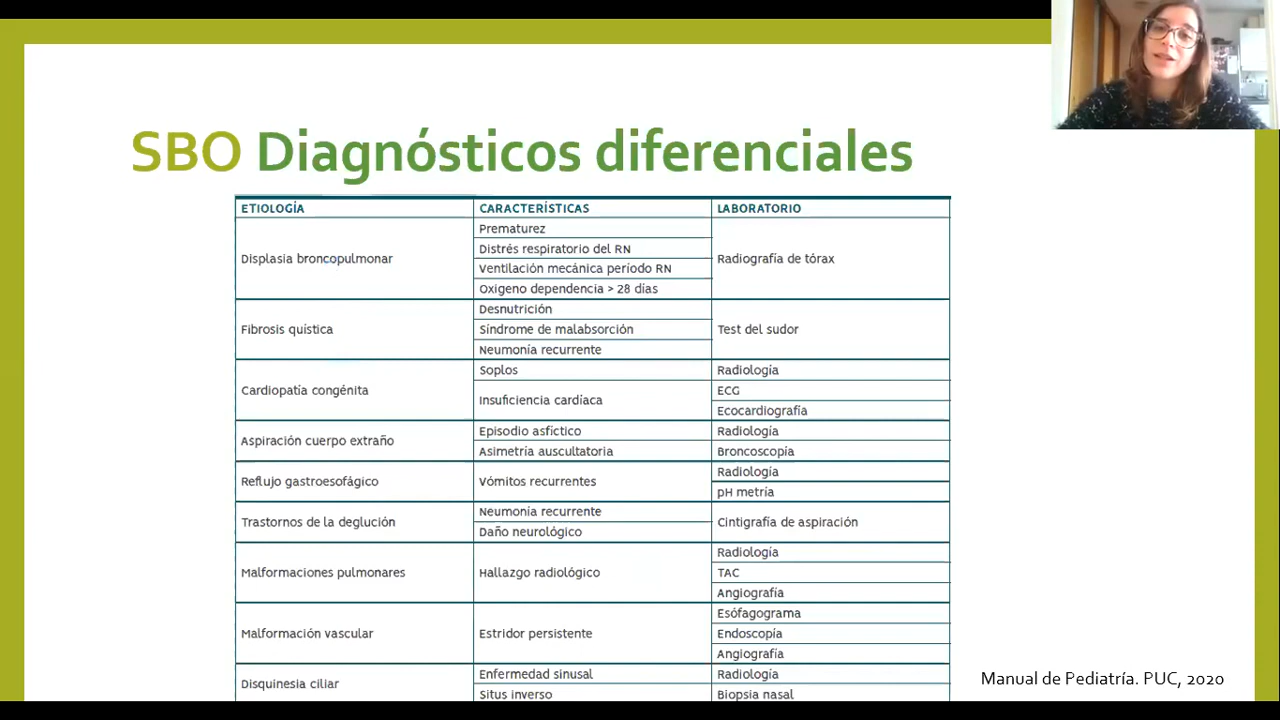 SBO Diagnósticos diferenciales
ETIOLOGÍA CARACTERÍSTICAS LABORATORIO
Displasia broncopulmonar
Prematurez
Distrés respiratorio del RN
Ventilación mecánica período RN
Oxigeno dependencia > 28 días
Radiografía de tórax
Fibrosis quística
Desnutrición
Síndrome de malabsorción
Neumonía recurrente
Test del sudor
Cardiopatía congénita
Soplos
Insuficiencia cardíaca
Radiología
ECG
Ecocardiografía
Aspiración cuerpo extraño
Episodio asfíctico
Asimetría auscultatoria
Radiología
Broncoscopía
Reflujo gastroesofágico
Vómitos recurrentes
Radiología
pH metría
Trastornos de la deglución
Neumonía recurrente
Daño neurológico
Cintigrafía de aspiración
Malformaciones pulmonares
Hallazgo radiológico
Radiología
TAC
Angiografía
Malformación vascular
Estridor persistente
Esófagograma
Endoscopía
Angiografía
Disquinesia ciliar
Enfermedad sinusal
Situs inverso
Radiología
Biopsia nasal
Manual de Pediatría. PUC, 2020